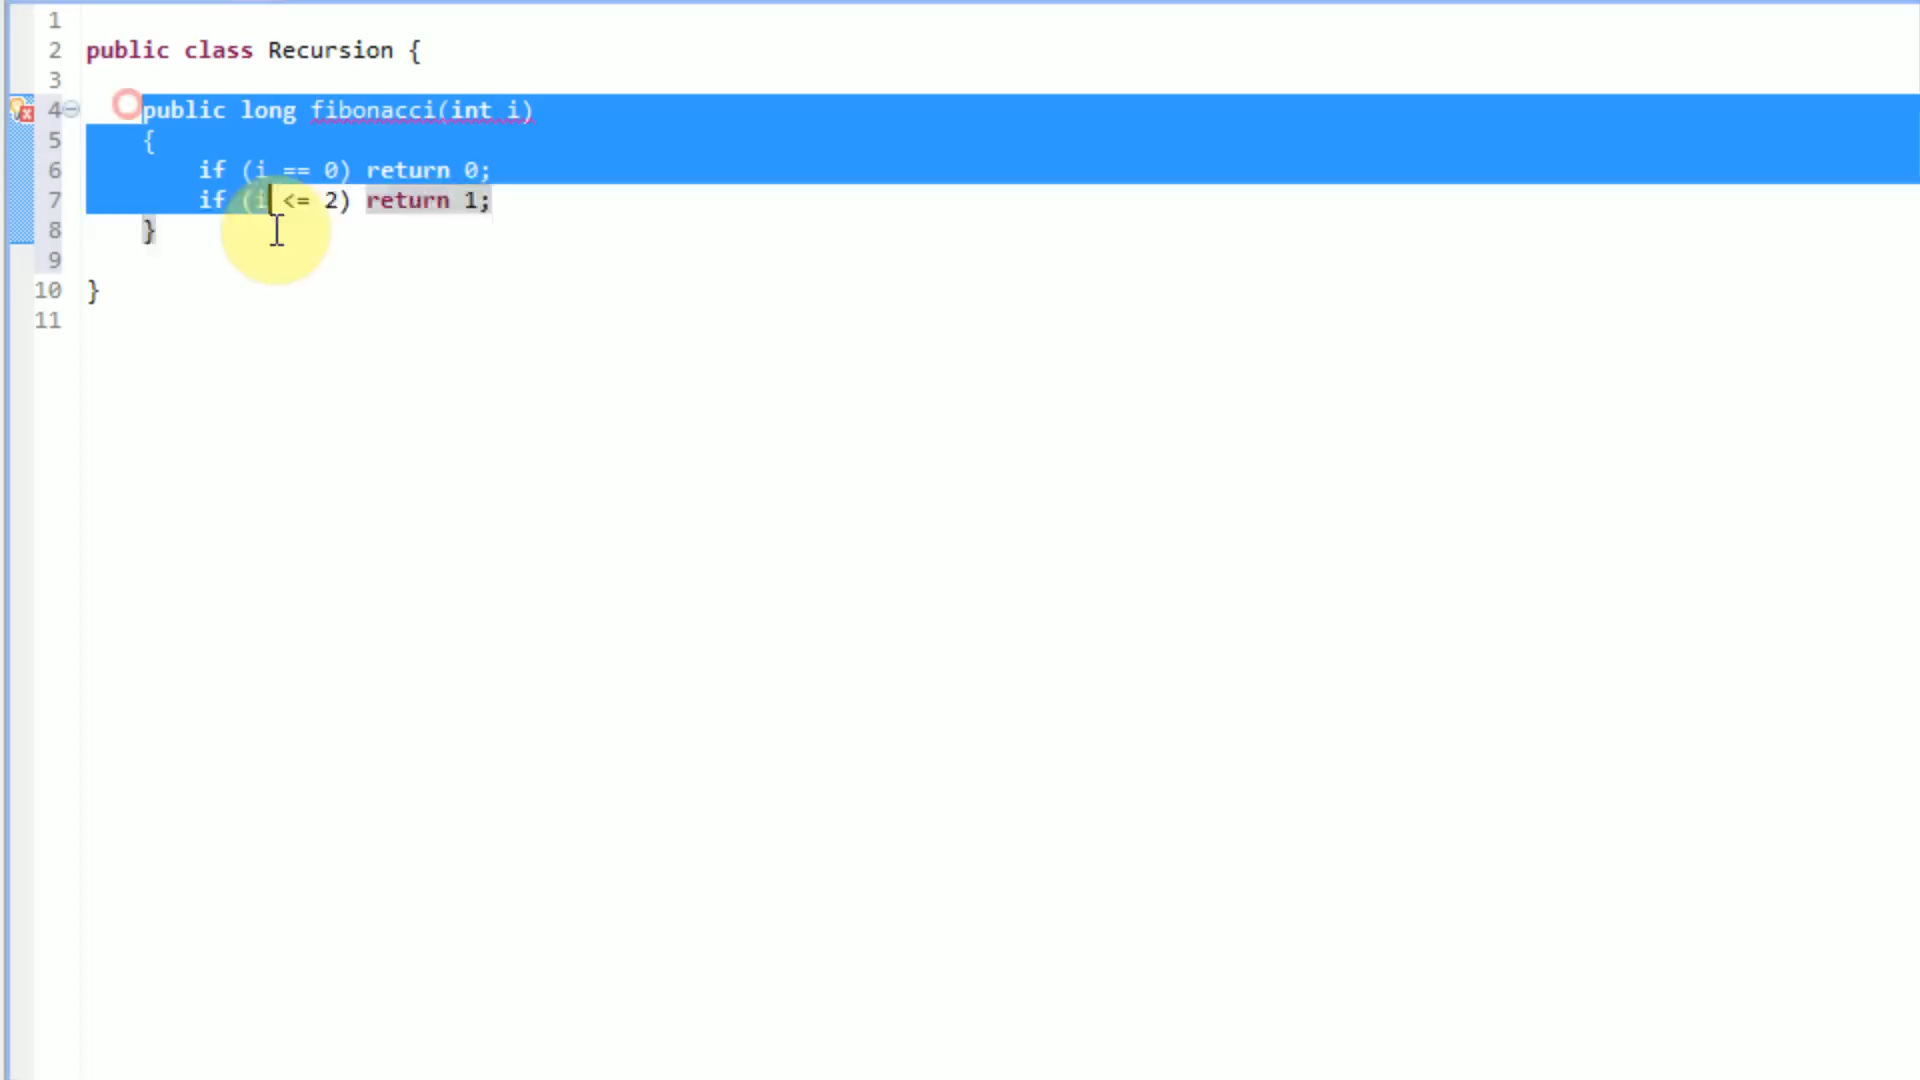 1
2 public class Recursion {
3
4 public long fibonacci(int i)
5 {
6 if (i == 0) return 0;
7 if (i <= 2) return 1;
8 }
9
10 }
11